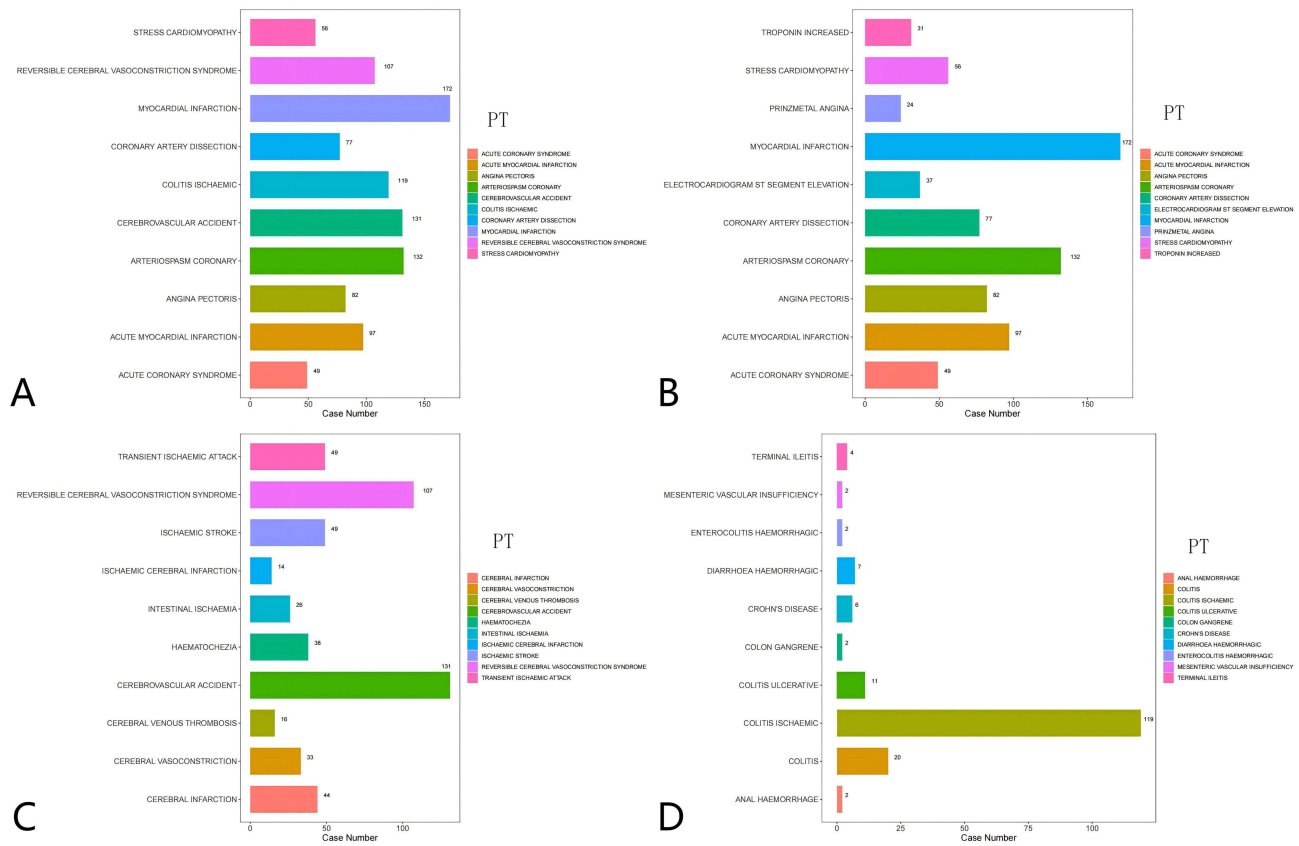 STRESS CARDIOMYOPATHY 56
REVERSIBLE CEREBRAL VASOCONSTRICTION SYNDROME 107
MYOCARDIAL INFARCTION 172
CORONARY ARTERY DISSECTION 77
COLITIS ISCHAEMIC 119
CEREBROVASCULAR ACCIDENT 131
ARTERIOSPASM CORONARY 132
ANGINA PECTORIS 82
ACUTE MYOCARDIAL INFARCTION 97
ACUTE CORONARY SYNDROME 49
0 50 100 150
Case Number
A
PT
ACUTE CORONARY SYNDROME
ACUTE MYOCARDIAL INFARCTION
ANGINA PECTORIS
ARTERIOSPASM CORONARY
CEREBROVASCULAR ACCIDENT
COLITIS ISCHAEMIC
CORONARY ARTERY DISSECTION
MYOCARDIAL INFARCTION
REVERSIBLE CEREBRAL VASOCONSTRICTION SYNDROME
STRESS CARDIOMYOPATHY
TROPONIN INCREASED 31
STRESS CARDIOMYOPATHY 56
PRINZMETAL ANGINA 24
MYOCARDIAL INFARCTION 172
ELECTROCARDIOGRAM ST SEGMENT ELEVATION 37
CORONARY ARTERY DISSECTION 77
ARTERIOSPASM CORONARY 132
ANGINA PECTORIS 82
ACUTE MYOCARDIAL INFARCTION 97
ACUTE CORONARY SYNDROME 49
0 50 100 150
Case Number
B
PT
ACUTE CORONARY SYNDROME
ACUTE MYOCARDIAL INFARCTION
ANGINA PECTORIS
ARTERIOSPASM CORONARY
CORONARY ARTERY DISSECTION
ELECTROCARDIOGRAM ST SEGMENT ELEVATION
MYOCARDIAL INFARCTION
PRINZMETAL ANGINA
STRESS CARDIOMYOPATHY
TROPONIN INCREASED
TRANSIENT ISCHAEMIC ATTACK 49
REVERSIBLE CEREBRAL VASOCONSTRICTION SYNDROME 107
ISCHAEMIC STROKE 49
ISCHAEMIC CEREBRAL INFARCTION 14
INTESTINAL ISCHAEMIA 26
HAEMATOCHEZIA 38
CEREBROVASCULAR ACCIDENT 131
CEREBRAL VENOUS THROMBOSIS 16
CEREBRAL VASOCONSTRICTION 33
CEREBRAL INFARCTION 44
0 50 100
Case Number
C
PT
CEREBRAL INFARCTION
CEREBRAL VASOCONSTRICTION
CEREBRAL VENOUS THROMBOSIS
CEREBROVASCULAR ACCIDENT
HAEMATOCHEZIA
INTESTINAL ISCHAEMIA
ISCHAEMIC CEREBRAL INFARCTION
ISCHAEMIC STROKE
REVERSIBLE CEREBRAL VASOCONSTRICTION SYNDROME
TRANSIENT ISCHAEMIC ATTACK
TERMINAL ILEITIS 4
MESENTERIC VASCULAR INSUFFICIENCY 2
ENTEROCOLITIS HAEMORRHAGIC 2
DIARRHOEA HAEMORRHAGIC 7
CROHN'S DISEASE 6
COLON GANGRENE 2
COLITIS ULCERATIVE 11
COLITIS ISCHAEMIC 119
COLITIS 20
ANAL HAEMORRHAGE 2
0 25 50 75 100
Case Number
D
PT
ANAL HAEMORRHAGE
COLITIS
COLITIS ISCHAEMIC
COLITIS ULCERATIVE
COLON GANGRENE
CROHN'S DISEASE
DIARRHOEA HAEMORRHAGIC
ENTEROCOLITIS HAEMORRHAGIC
MESENTERIC VASCULAR INSUFFICIENCY
TERMINAL ILEITIS